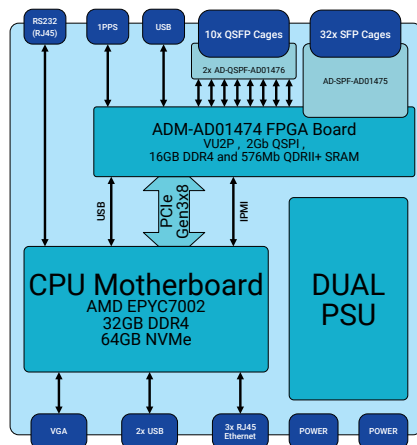 RS232
(RJ45)
1PPS
USB
10x QSFP Cages
32x SFP Cages
2x AD-QSPF-AD01476
AD-SPF-AD01475
ADM-AD01474 FPGA Board
VU2P , 2Gb QSPI ,
16GB DDR4 and 576Mb QDRII+ SRAM
USB
PCIe
Gen3x8
IPMI
CPU Motherboard
AMD EPYC7002
32GB DDR4
64GB NVMe
DUAL
PSU
VGA
2x USB
3x RJ45
Ethernet
POWER
POWER